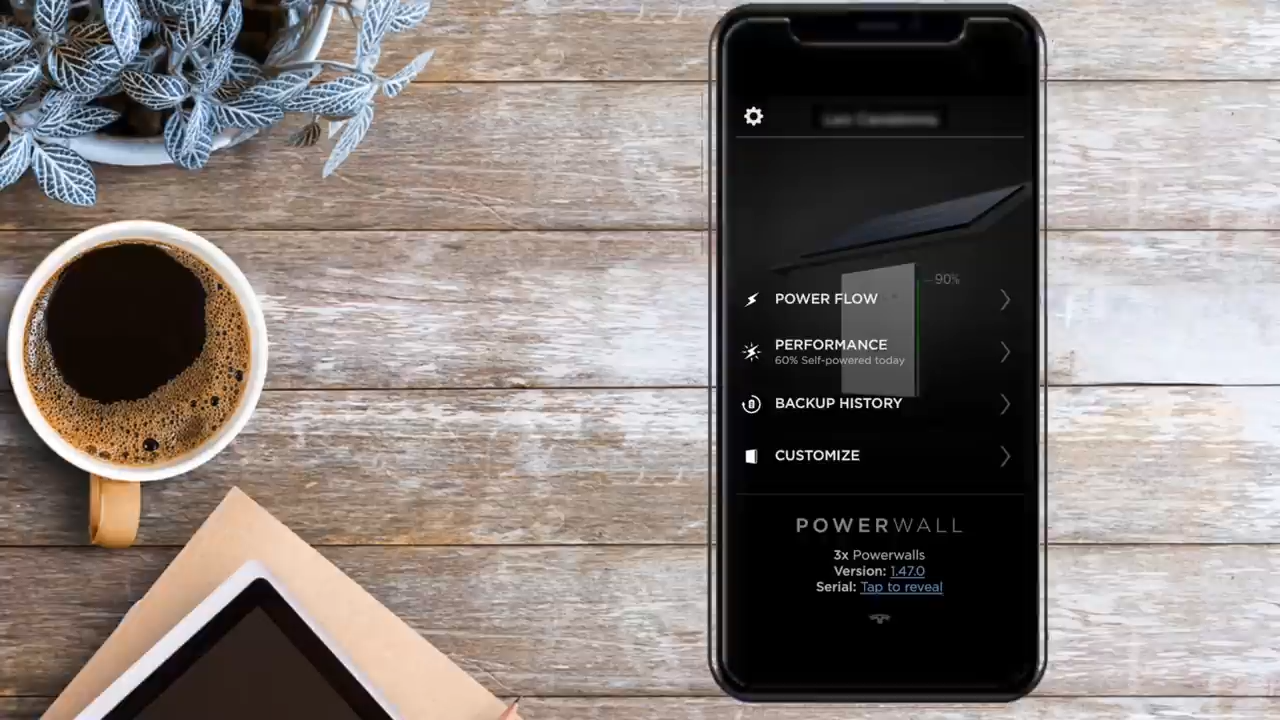 90%
POWER FLOW
PERFORMANCE
60% Self-powered today
BACKUP HISTORY
CUSTOMIZE
POWERWALL
3x Powerwalls
Version: 1.47.0
Serial: Tap to reveal